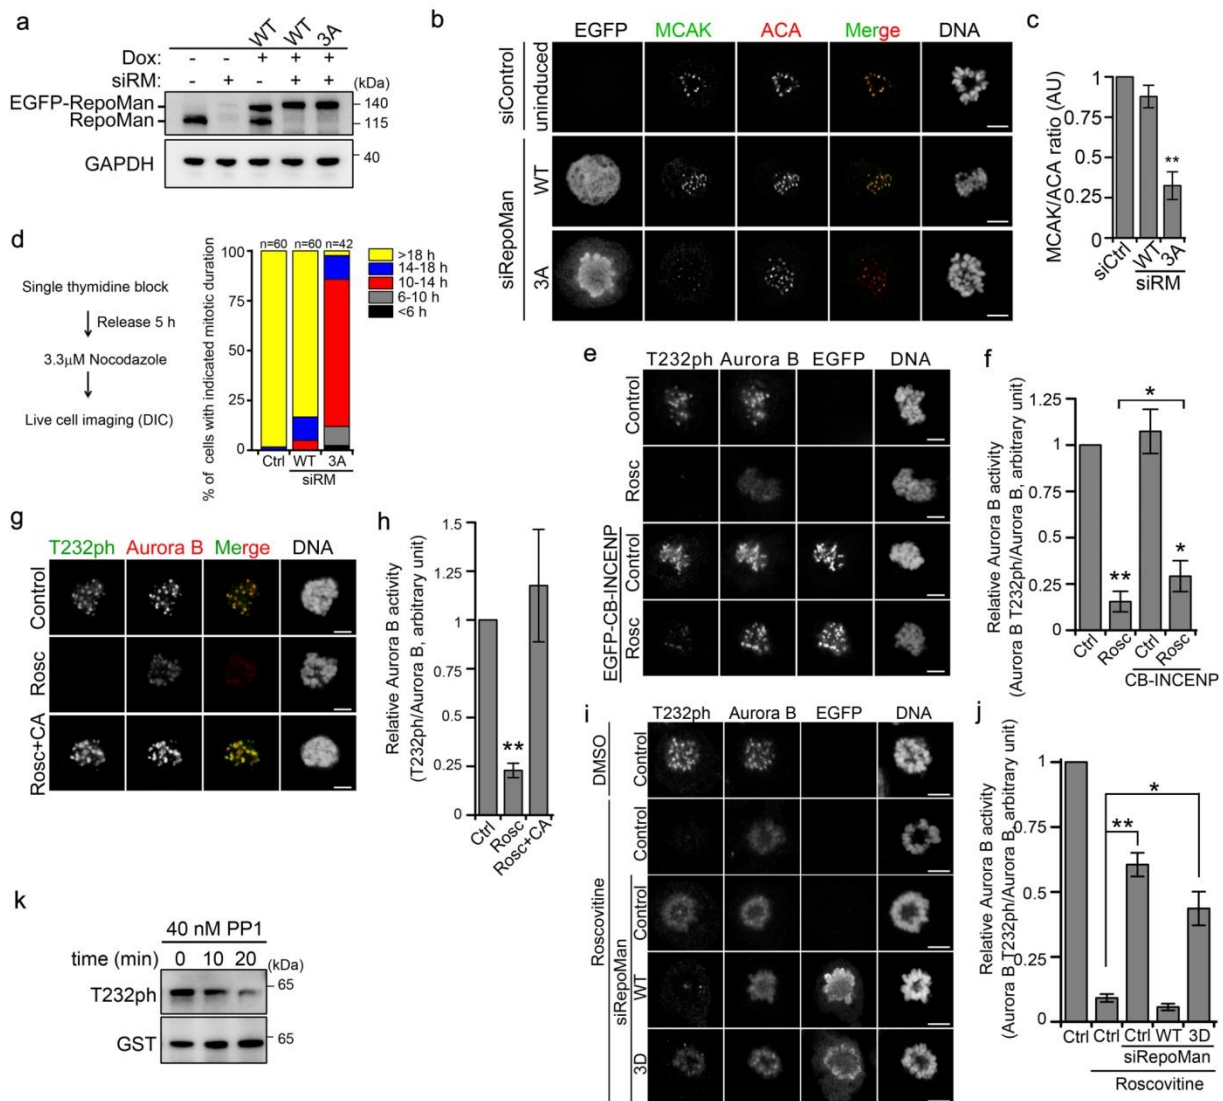 a
WT WT 3A
Dox: - - + + +
siRM: - + - + +
(kDa)
EGFP-RepoMan
RepoMan
140
115
GAPDH
40
b
EGFP MCAK ACA Merge DNA
siControl
uninduced
siRepoMan
WT
3A
c
MCAK/ACA ratio (AU)
1
0.75
0.5
0.25
0
**
siCtrl WT 3A
siRM
d
Single thymidine block
Release 5 h
3.3μM Nocodazole
Live cell imaging (DIC)
% of cells with indicated mitotic duration
n=60 n=60 n=42
100
75
50
25
0
Ctrl WT 3A
siRM
>18 h
14-18 h
10-14 h
6-10 h
<6 h
e
T232ph Aurora B EGFP DNA
Control
Rosc
EGFP-CB-INCENP
Control
Rosc
f
Relative Aurora B activity
(Aurora B T232ph/Aurora B, arbitrary unit)
1.25
1
0.75
0.5
0.25
0
*
**
*
Ctrl Rosc Ctrl Rosc
CB-INCENP
g
T232ph Aurora B Merge DNA
Control
Rosc
Rosc+CA
h
Relative Aurora B activity
(T232ph/Aurora B, arbitrary unit)
1.5
1.25
1
0.75
0.5
0.25
0
**
Ctrl Rosc Rosc+CA
i
T232ph Aurora B EGFP DNA
DMSO
Control
Roscovitine
Control
siRepoMan
Control
WT
3D
j
Relative Aurora B activity
(Aurora B T232ph/Aurora B, arbitrary unit)
1
0.75
0.5
0.25
0
*
**
Ctrl Ctrl Ctrl WT 3D
siRepoMan
Roscovitine
k
40 nM PP1
time (min) 0 10 20 (kDa)
T232ph
65
GST
65